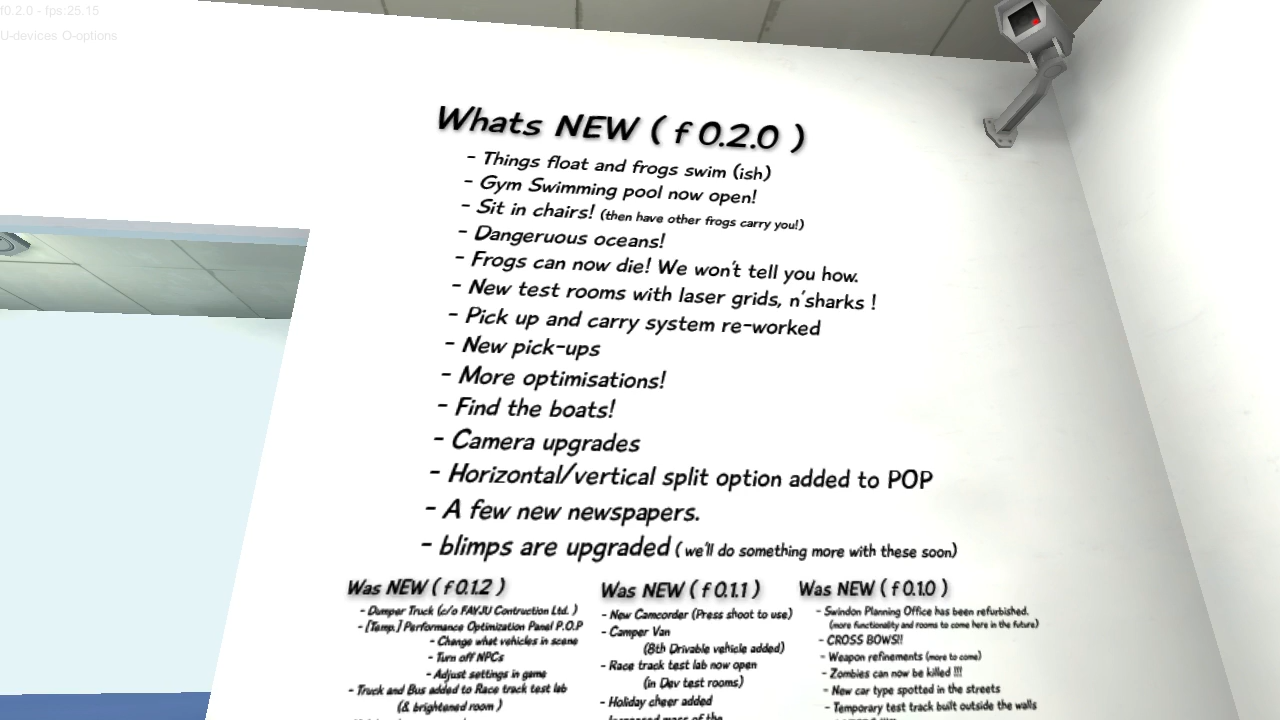 f0.2.0 - fps:25.15
U-devices O-options
Whats NEW ( f 0.2.0 )
- Things float and frogs swim (ish)
- Gym Swimming pool now open!
- Sit in chairs! (then have other frogs carry you!)
- Dangeruous oceans!
- Frogs can now die! We won't tell you how.
- New test rooms with laser grids, n'sharks !
- Pick up and carry system re-worked
- New pick-ups
- More optimisations!
- Find the boats!
- Camera upgrades
- Horizontal/vertical split option added to POP
- A few new newspapers.
- blimps are upgraded ( we'll do something more with these soon)
Was NEW ( f 0.1.2 )
- Dumper Truck (c/o FAYJU Contruction Ltd. )
- [Temp.] Performance Optimization Panel P.O.P
- Change what vehicles in scene
- Turn off NPCs
- Adjust settings in game
- Truck and Bus added to Race track test lab
(& brightened room )
Was NEW ( f 0.1.1 )
- New Camcorder (Press shoot to use)
- Camper Van
(8th Drivable vehicle added)
- Race track test lab now open
(in Dev test rooms)
- Holiday cheer added
Was NEW ( f 0.1.0 )
- Swindon Planning Office has been refurbished.
(more functionality and rooms to come here in the future)
- CROSS BOWS!!
- Weapon refinements (more to come)
- Zombies can now be killed !!!
- New car type spotted in the streets
- Temporary test track built outside the walls